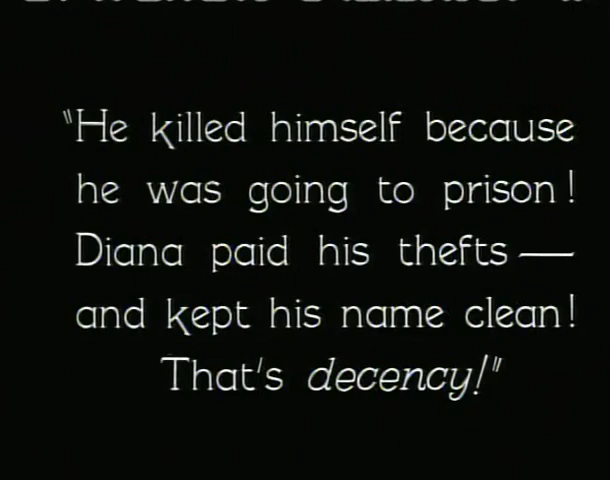 "He killed himself because
he was going to prison!
Diana paid his thefts —
and kept his name clean!
That's decency!"